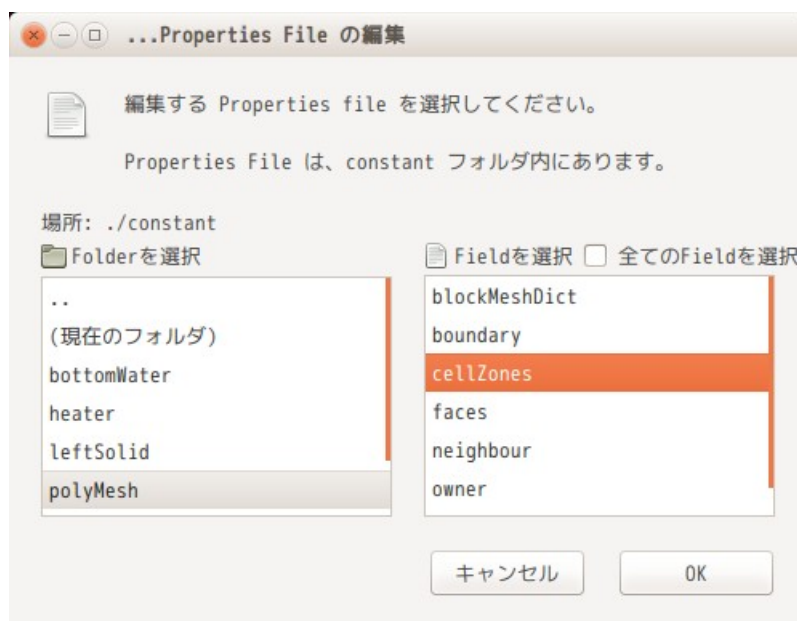 ...Properties File の編集
編集する Properties file を選択してください。
Properties File は、constant フォルダ内にあります。
場所: ./constant
Folderを選択
..
(現在のフォルダ)
bottomWater
heater
leftSolid
polyMesh
Fieldを選択 全てのFieldを選択
blockMeshDict
boundary
cellZones
faces
neighbour
owner
キャンセル OK